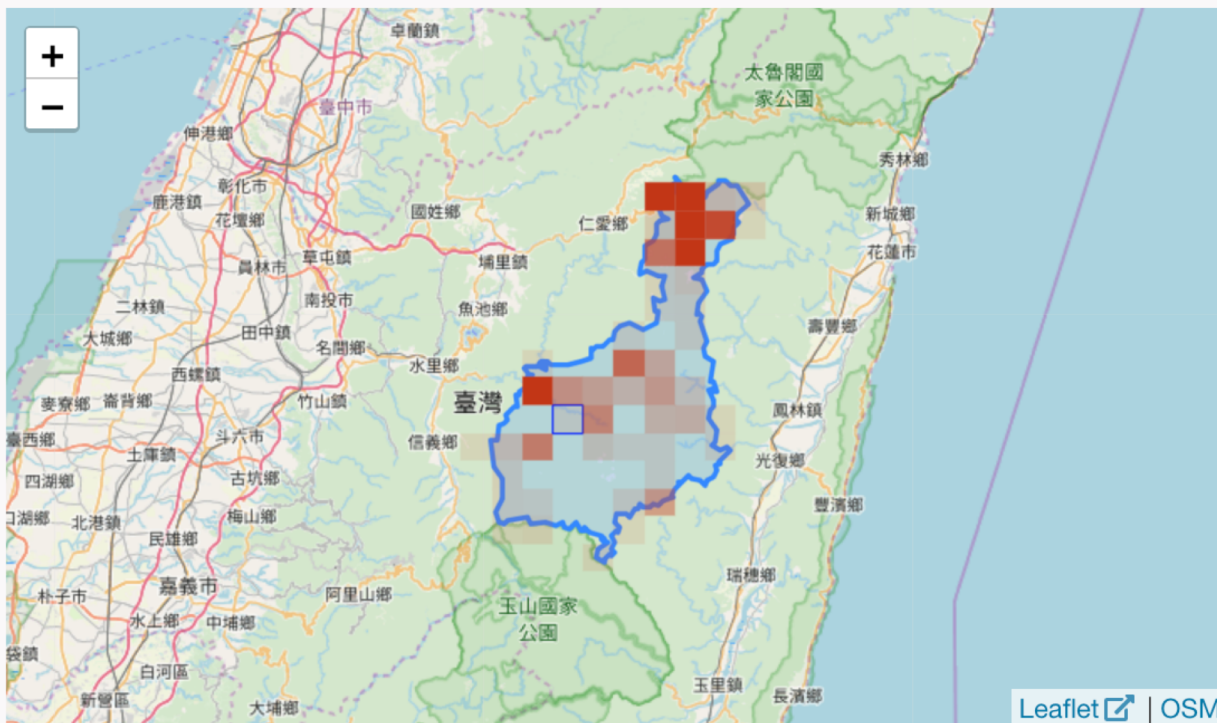 +
−
卓蘭鎮
太魯閣國
家公園
臺中市
伸港鄉
秀林鄉
彰化市
鹿港鎮
花壇鄉
國姓鄉
仁愛鄉
新城鄉
花蓮市
草屯鎮
員林市
埔里鎮
南投市
二林鎮
魚池鄉
大城鄉
田中鎮
壽豐鄉
名間鄉
水里鄉
西螺鎮
麥寮鄉
崙背鄉
竹山鎮
臺灣
鳳林鎮
臺西鄉
斗六市
信義鄉
土庫鎮
光復鄉
四湖鄉
古坑鄉
口湖鄉
北港鎮
梅山鄉
豐濱鄉
民雄鄉
瑞穗鄉
嘉義市
朴子市
阿里山鄉
玉山國家
公園
水上鄉
中埔鄉
袋鎮
白河區
玉里鎮
長濱鄉
新營區
大埔鄉
Leaflet | OSM